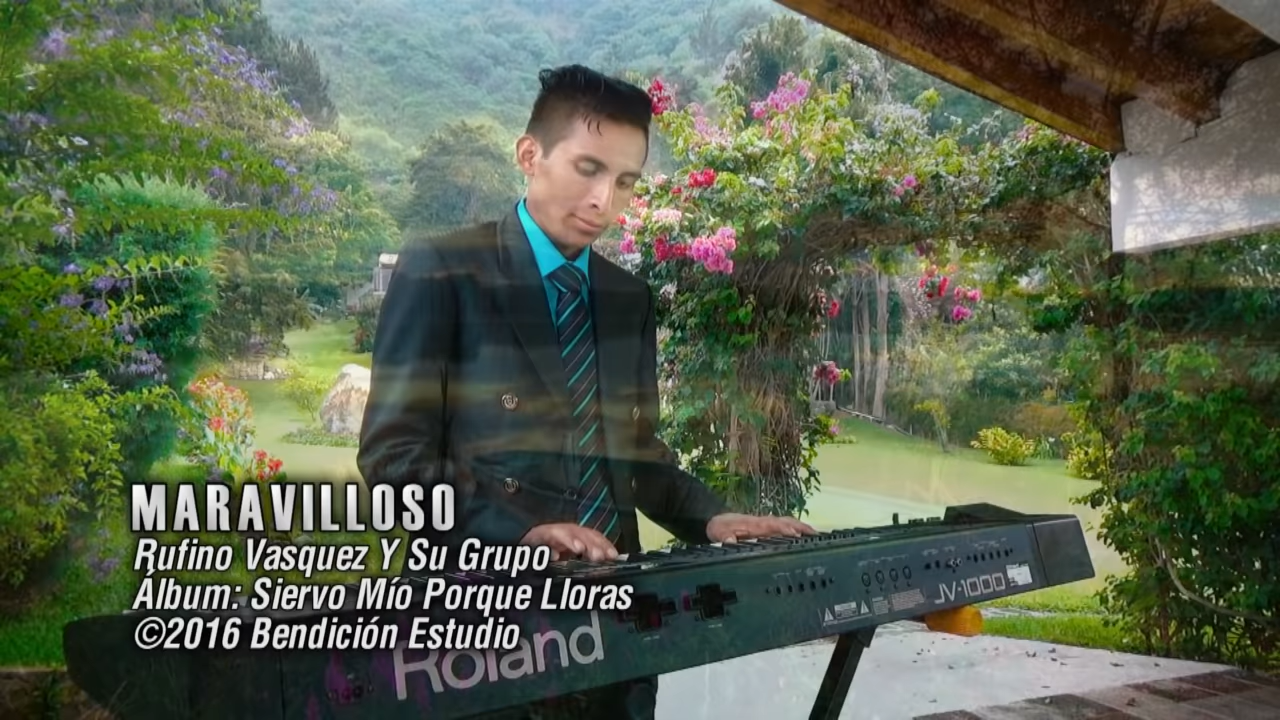 MARAVILLOSO
Rufino Vasquez Y Su Grupo
Álbum: Siervo Mío Porque Lloras
©2016 Bendición Estudio
Roland
JV-1000